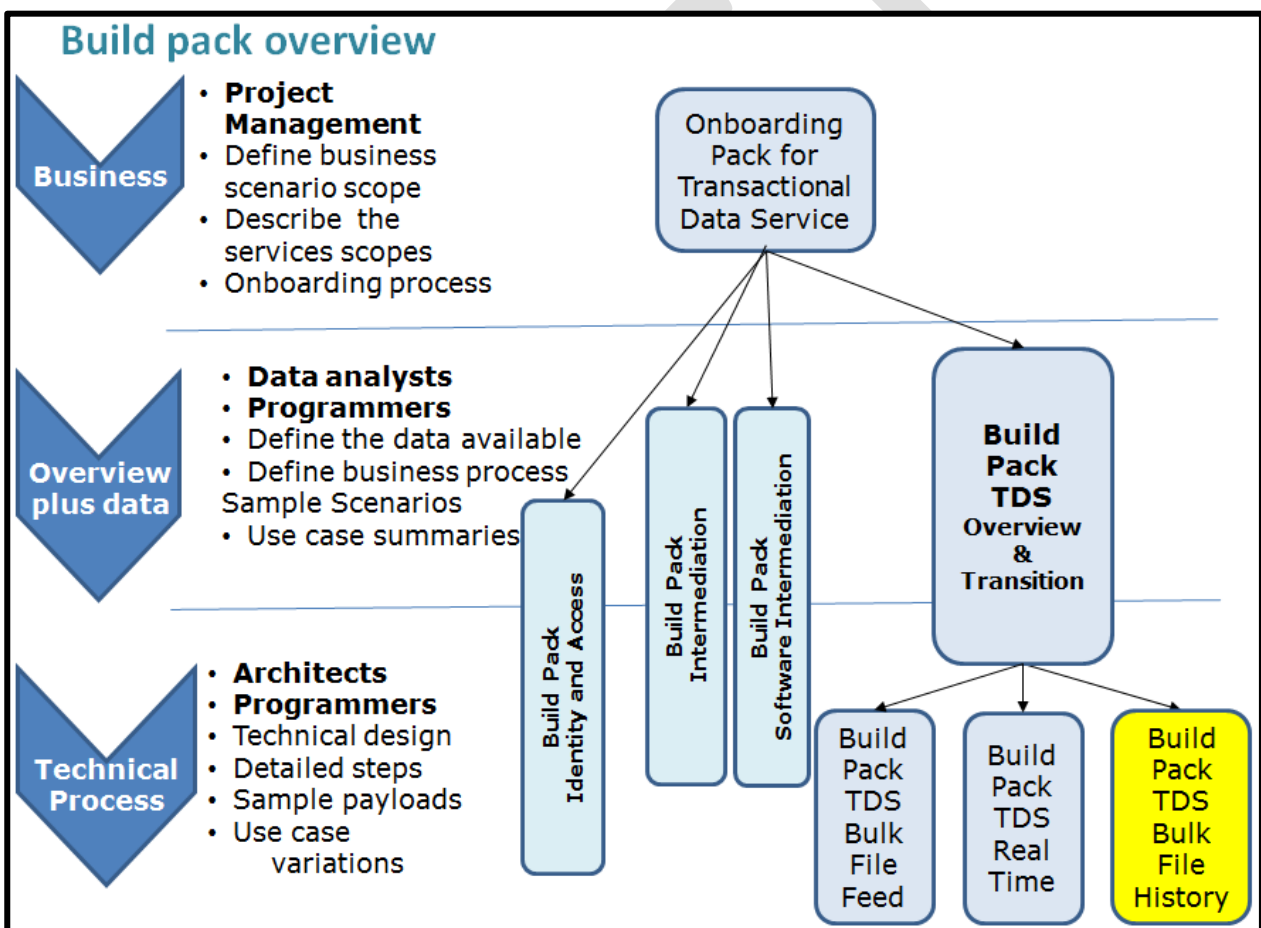 Build pack overview
Business
• Project
Management
• Define business
scenario scope
• Describe the
services scopes
• Onboarding process
Onboarding
Pack for
Transactional
Data Service
Overview
plus data
• Data analysts
• Programmers
• Define the data available
• Define business process
Sample Scenarios
• Use case summaries
Build Pack
Identity and Access
Build Pack
Intermediation
Build Pack
Software Intermediation
Build
Pack
TDS
Overview
&
Transition
Technical
Process
• Architects
• Programmers
• Technical design
• Detailed steps
• Sample payloads
• Use case
variations
Build
Pack
TDS
Bulk
File
Feed
Build
Pack
TDS
Real
Time
Build
Pack
TDS
Bulk
File
History